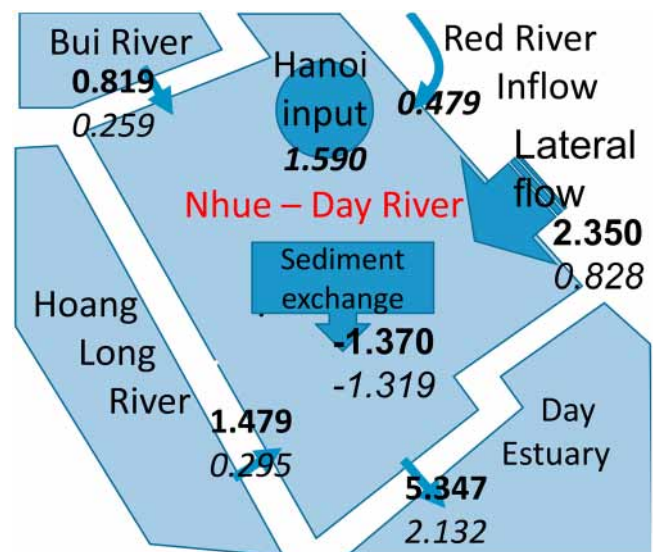 Bui River
0.819
0.259
Hanoi
input
1.590
Red River
Inflow
0.479
Lateral
flow
2.350
0.828
Nhue – Day River
Sediment
exchange
-1.370
-1.319
Hoang
Long
River
1.479
0.295
Day
Estuary
5.347
2.132